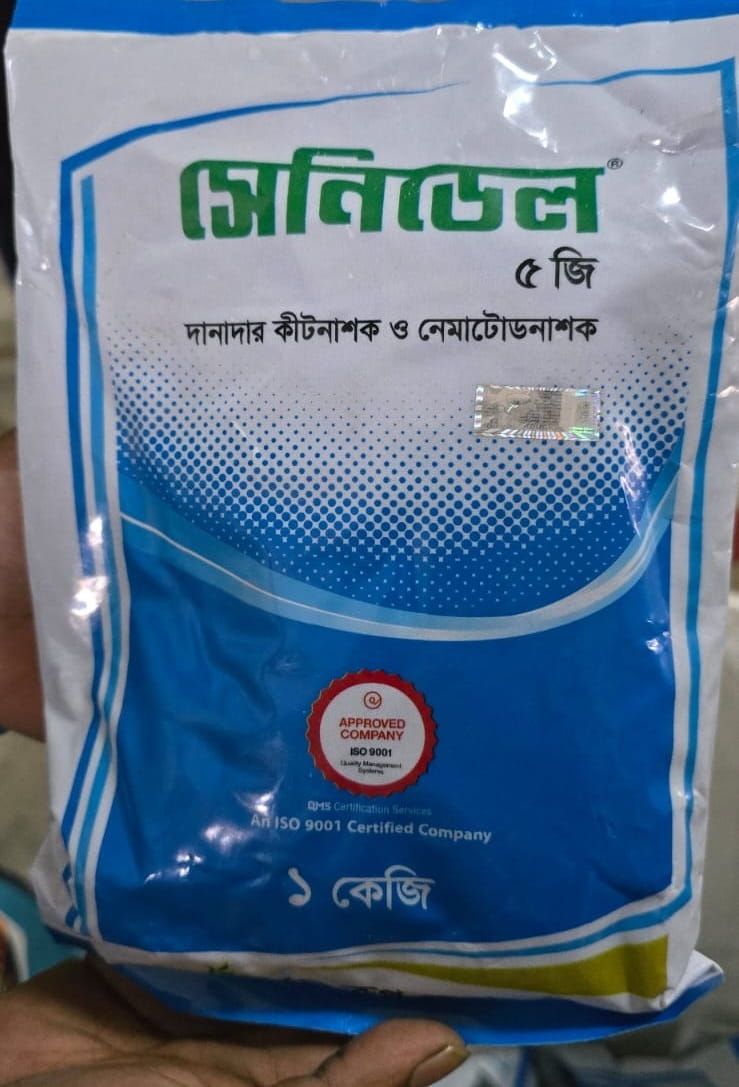 সেনিডেল®
৫ জি
দানাদার কীটনাশক ও নেমাটোডনাশক
APPROVED
COMPANY
ISO 9001
Quality Management
Systems
QMS Certification Services
An ISO 9001 Certified Company
১ কেজি